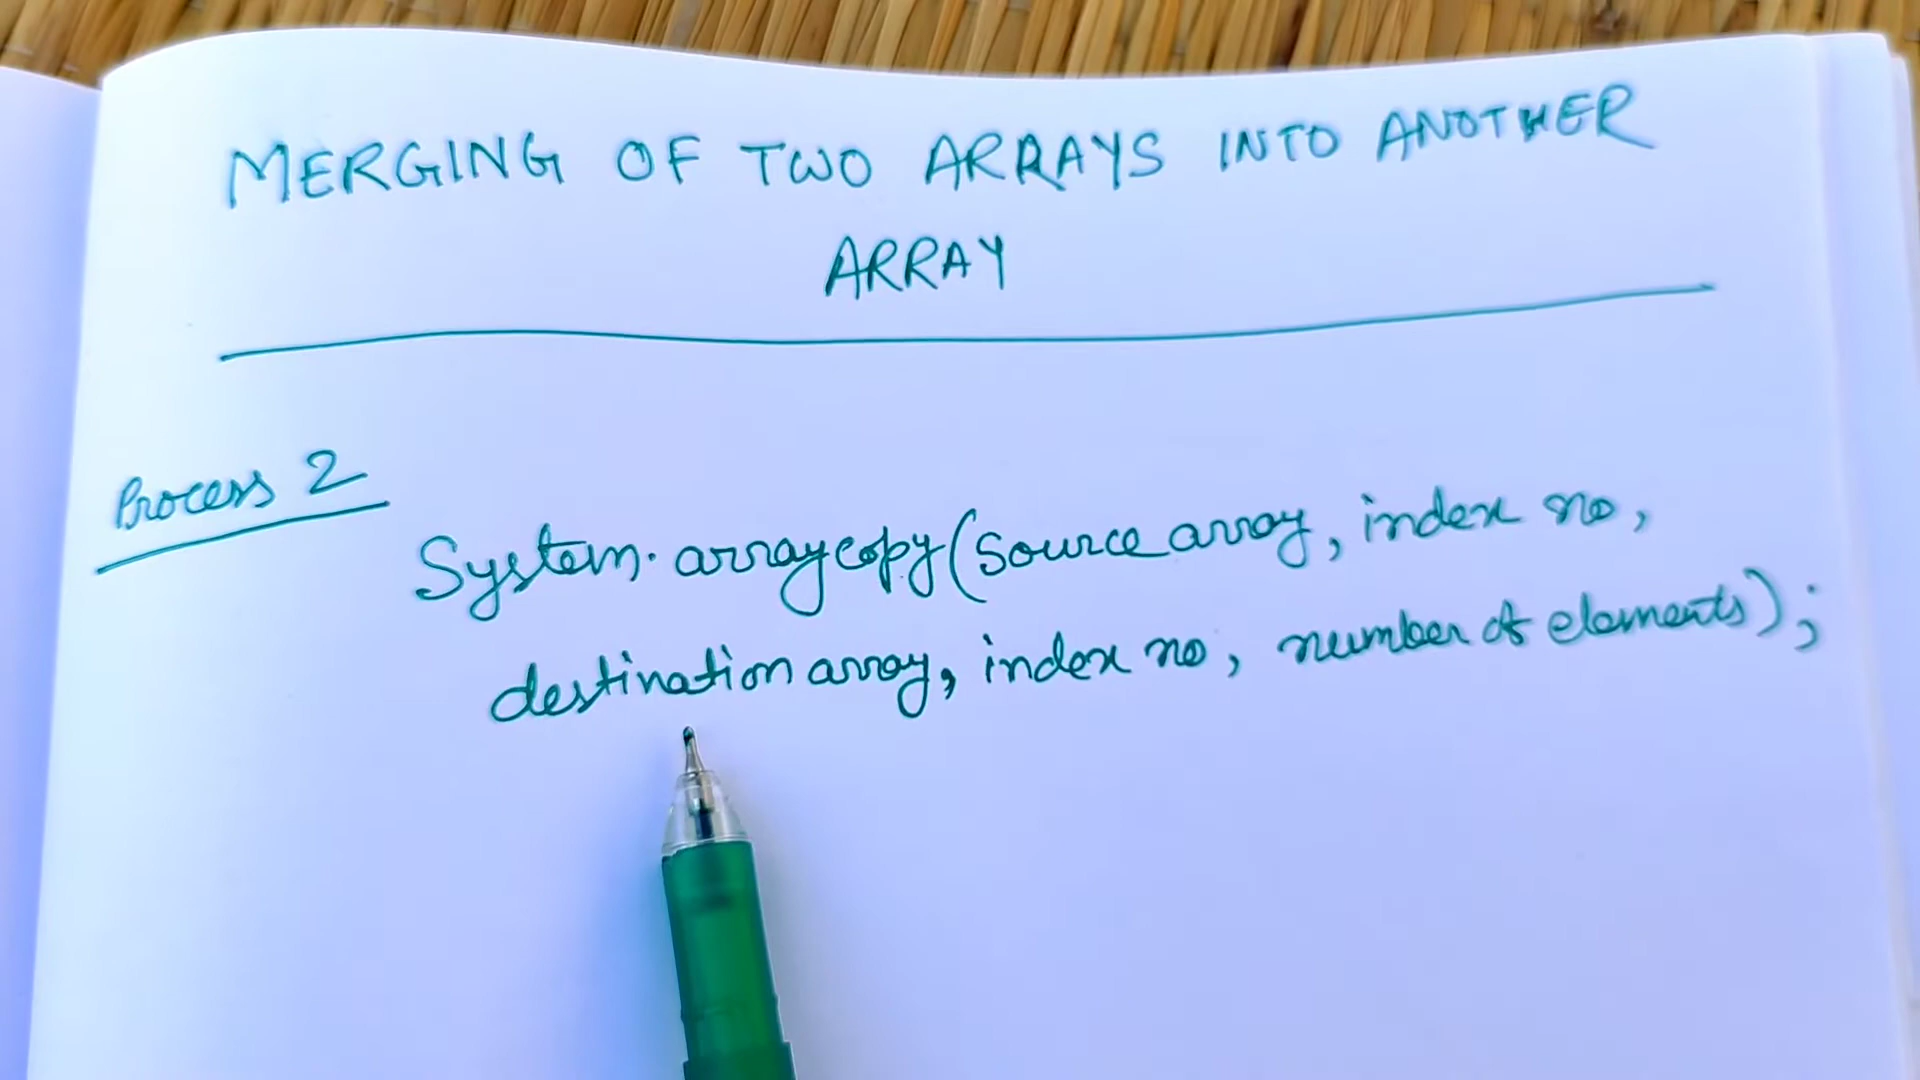 MERGING OF TWO ARRAYS INTO ANOTHER
ARRAY
Process 2
System.arraycopy(source array, index no,
destination array, index no, number of elements);